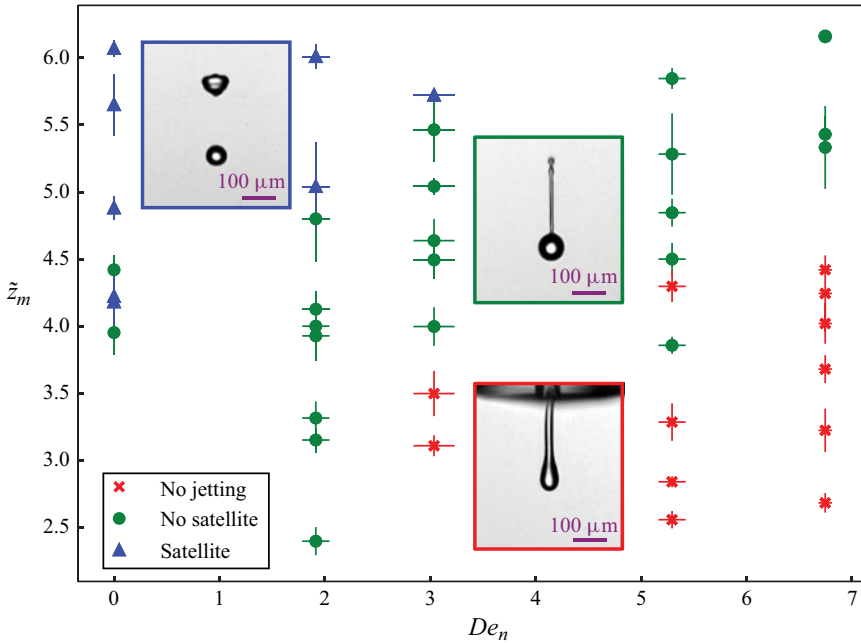 6.0
5.5
5.0
4.5
4.0
3.5
3.0
2.5
z̃m
100 μm
100 μm
100 μm
No jetting
No satellite
Satellite
0 1 2 3 4 5 6 7
Den